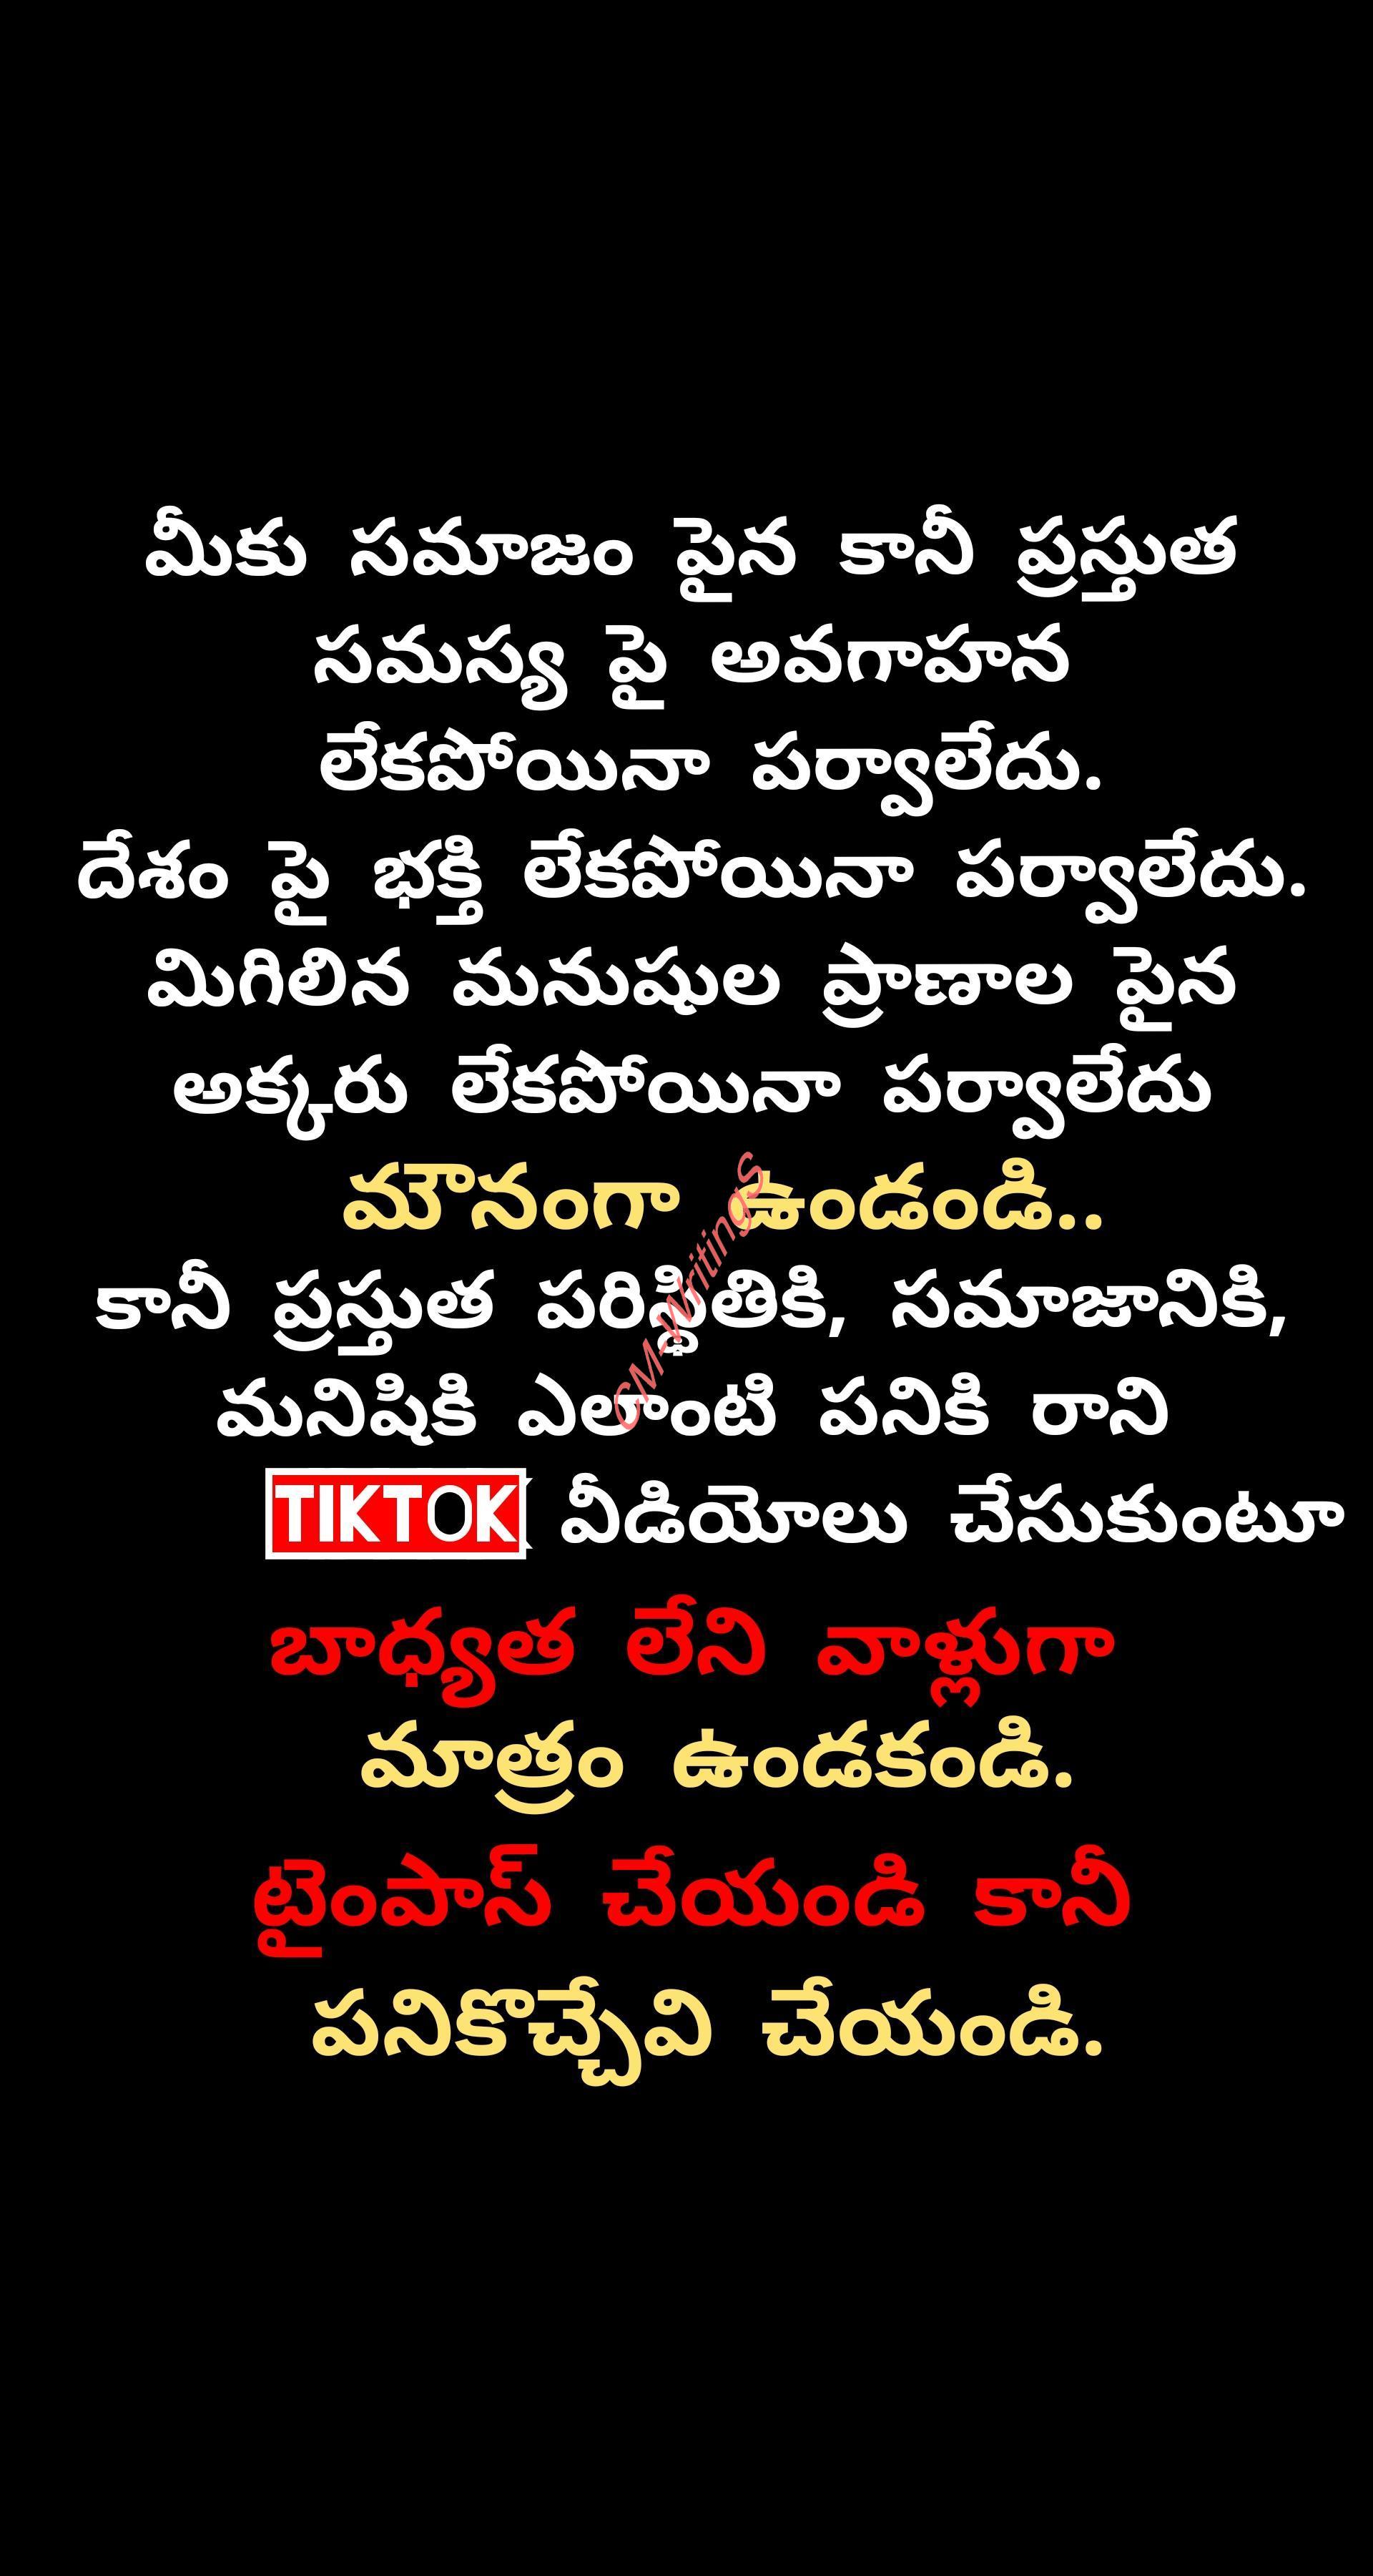 మీకు సమాజం పైన కానీ ప్రస్తుత
సమస్య పై అవగాహన
లేకపోయినా పర్వాలేదు.
దేశం పై భక్తి లేకపోయినా పర్వాలేదు.
మిగిలిన మనుషుల ప్రాణాల పైన
అక్కరు లేకపోయినా పర్వాలేదు
మౌనంగా ఉండండి..
కానీ ప్రస్తుత పరిస్థితికి, సమాజానికి,
మనిషికి ఎలాంటి పనికి రాని
TIKTOK వీడియోలు చేసుకుంటూ
బాధ్యత లేని వాళ్లుగా
మాత్రం ఉండకండి.
టైంపాస్ చేయండి కానీ
పనికొచ్చేవి చేయండి.
CM-Writings